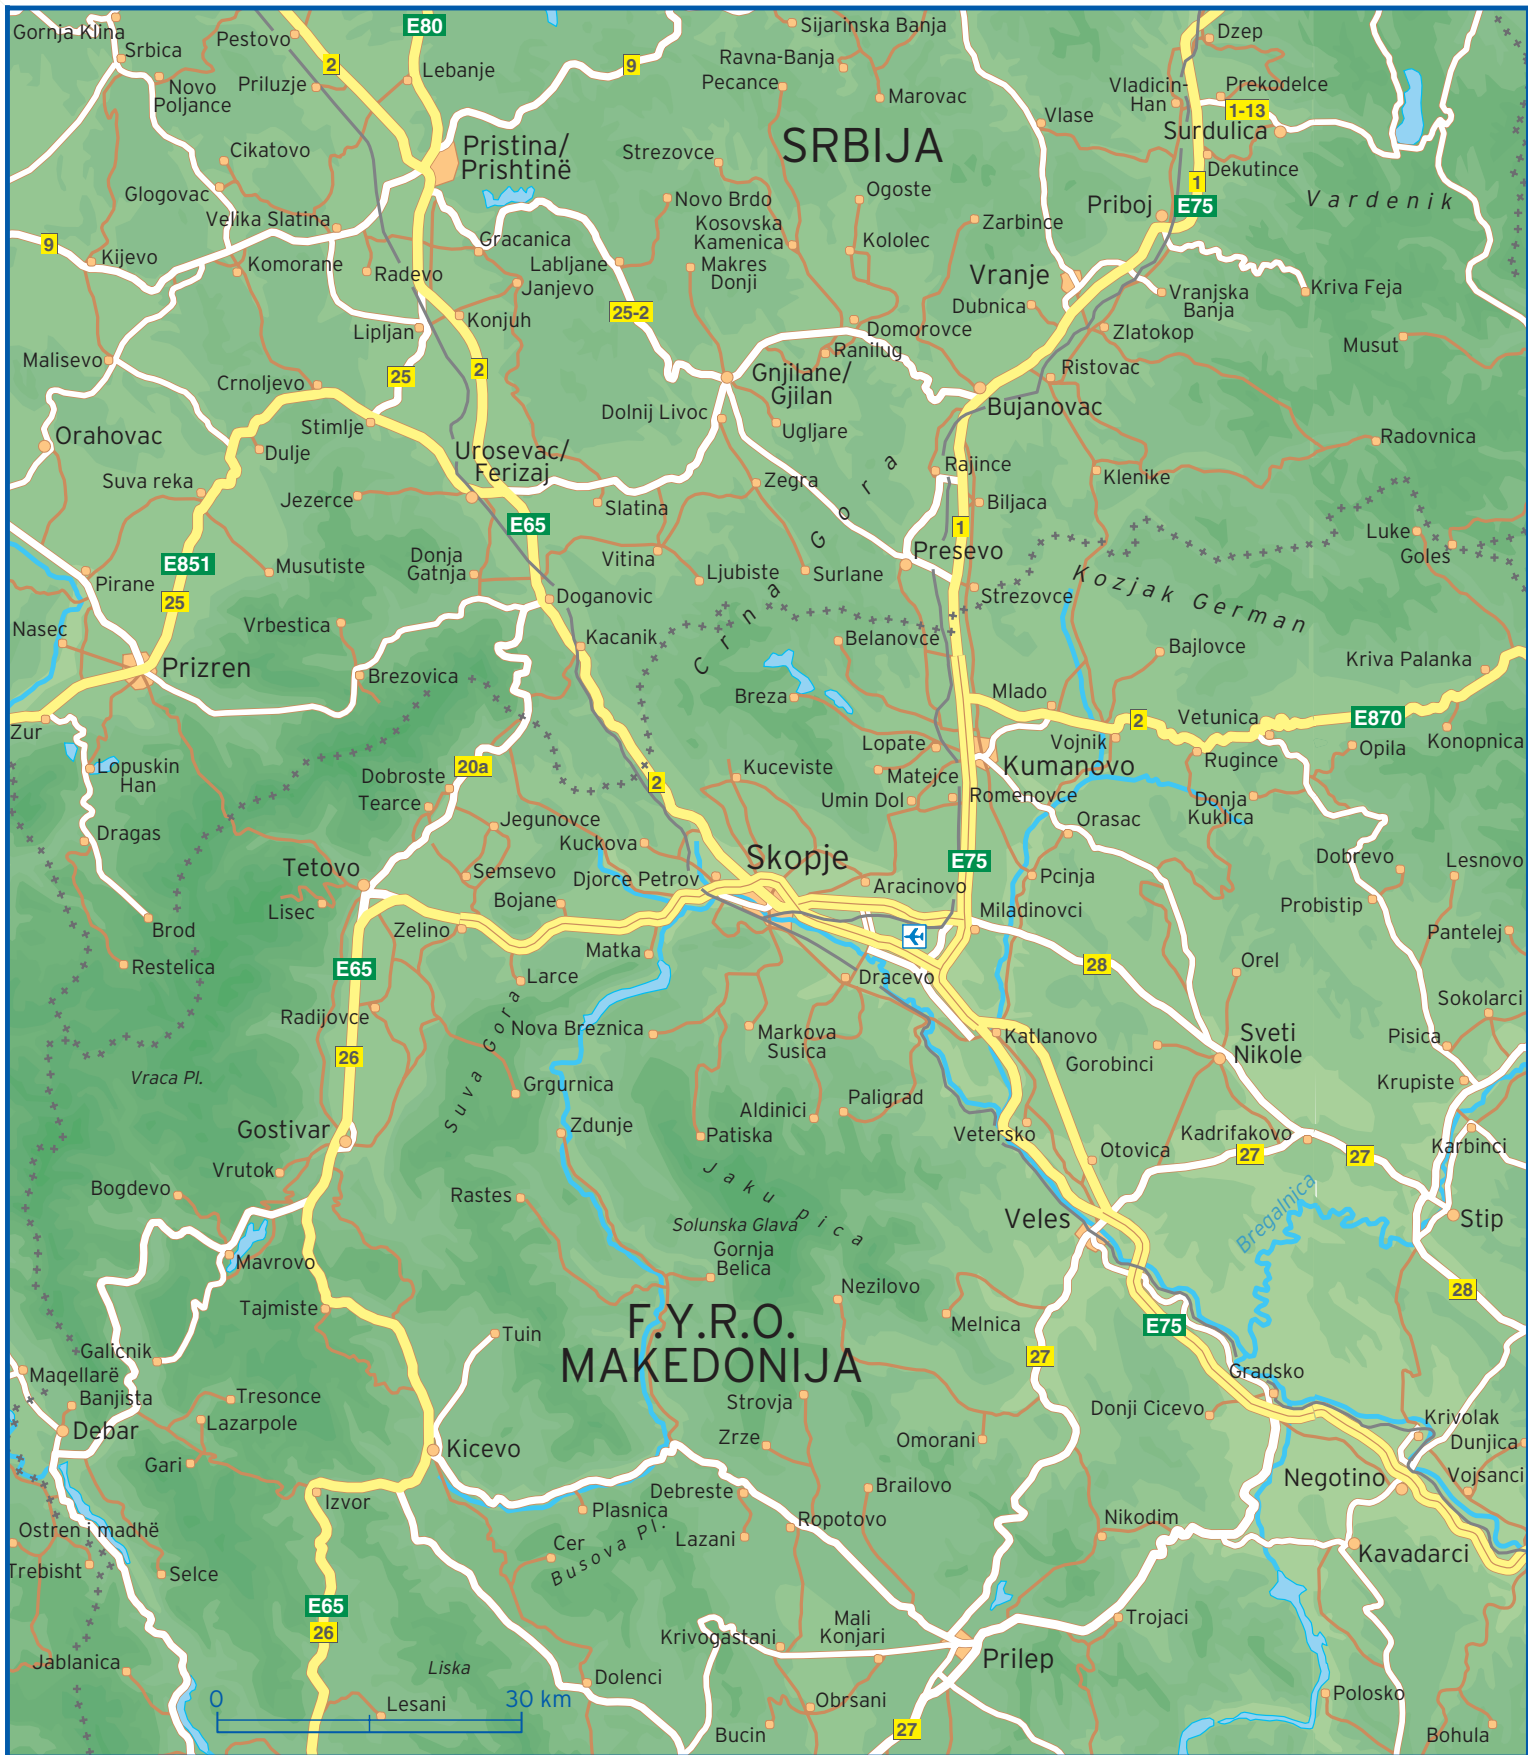 Gornja Klina
Srbica
Pestovo
E80
2
Lebanje
Priluzje
Novo
Poljance
9
Sijarinska Banja
Ravna-Banja
Pecance
Marovac
Dzep
Vladicin-
Han
Prekodelce
1-13
Surdulica
Vlase
Dekutince
SRBIJA
Pristina/
Prishtinë
Cikatovo
Glogovac
Velika Slatina
Strezovce
Novo Brdo
Kosovska
Kamenica
Ogoste
Kololec
Zarbince
1
E75
Priboj
Vardenik
9
Kijevo
Komorane
Radevo
Gracanica
Labljane
Janjevo
Makres
Donji
Vranje
Dubnica
Vranjska
Banja
Kriva Feja
Zlatokop
Musut
Konjuh
Lipljan
25-2
Domorovce
Ranilug
Ristovac
Malisevo
Crnoljevo
25
2
Gnjilane/
Gjilan
Bujanovac
Stimlje
Dolnij Livoc
Ugljare
Radovnica
Orahovac
Dulje
Urosevac/
Ferizaj
Zegra
Rajince
Klenike
Suva reka
Jezerce
Slatina
Biljaca
E65
1
Luke
Goles
E851
Musutiste
Donja
Gatnja
Vitina
Ljubiste
Surlane
Presevo
Crna Gora
Kozjak German
Pirane
25
Doganovic
Strezovce
Nasec
Vrbestica
Kacanik
Belanovce
Bajlovce
Prizren
Brezovica
Breza
Mlado
Kriva Palanka
Zur
Lopate
Vojnik
2
Vetunica
E870
Konopnica
Lopuskin
Han
Dobroste
20a
2
Kuceviste
Matejce
Kumanovo
Rugince
Opila
Tearce
Umin Dol
Romenovce
Donja
Kuklica
Dragas
Jegunovce
Kuckova
Orasac
Tetovo
Semsevo
Djorce Petrov
Skopje
E75
Dobrevo
Lesnovo
Lisec
Bojane
Aracinovo
Pcinja
Probistip
Brod
Zelino
Matka
Miladinovci
Pantelej
Restelica
E65
Larce
Dracevo
28
Orel
Radijovce
Suva Gora
Nova Breznica
Markova
Susica
Katlanovo
Sveti
Nikole
Sokolarci
Pisica
26
Vraca Pl.
Grgurnica
Gorobinci
Krupiste
Gostivar
Zdunje
Aldinici
Paligrad
Patiska
Vetersko
Otovica
Kadrifakovo
27
27
Karbinci
Vrutok
Bogdevo
Rastes
Jakupica
Solunska Glava
Gornja
Belica
Veles
Bregalnica
Stip
Mavrovo
Nezilovo
28
Tajmiste
F.Y.R.O.
MAKEDONIJA
Melnica
E75
Tuin
27
Galicnik
Maqellarë
Banjista
Tresonce
Lazarpole
Strovja
Gradsko
Donji Cicevo
Krivolak
Debar
Kicevo
Zrze
Omorani
Dunjica
Gari
Negotino
Vojsanci
Izvor
Plasnica
Debreste
Brailovo
Ropotovo
Nikodim
Ostren i madhë
Lazani
Cer
Busova Pl.
Kavadarci
Trebisht
Selce
E65
26
Mali
Konjari
Krivogastani
Trojaci
Prilep
Jablanica
Liska
Dolenci
0
30 km
Lesani
Obrsani
Polosko
Bucin
27
Bohula